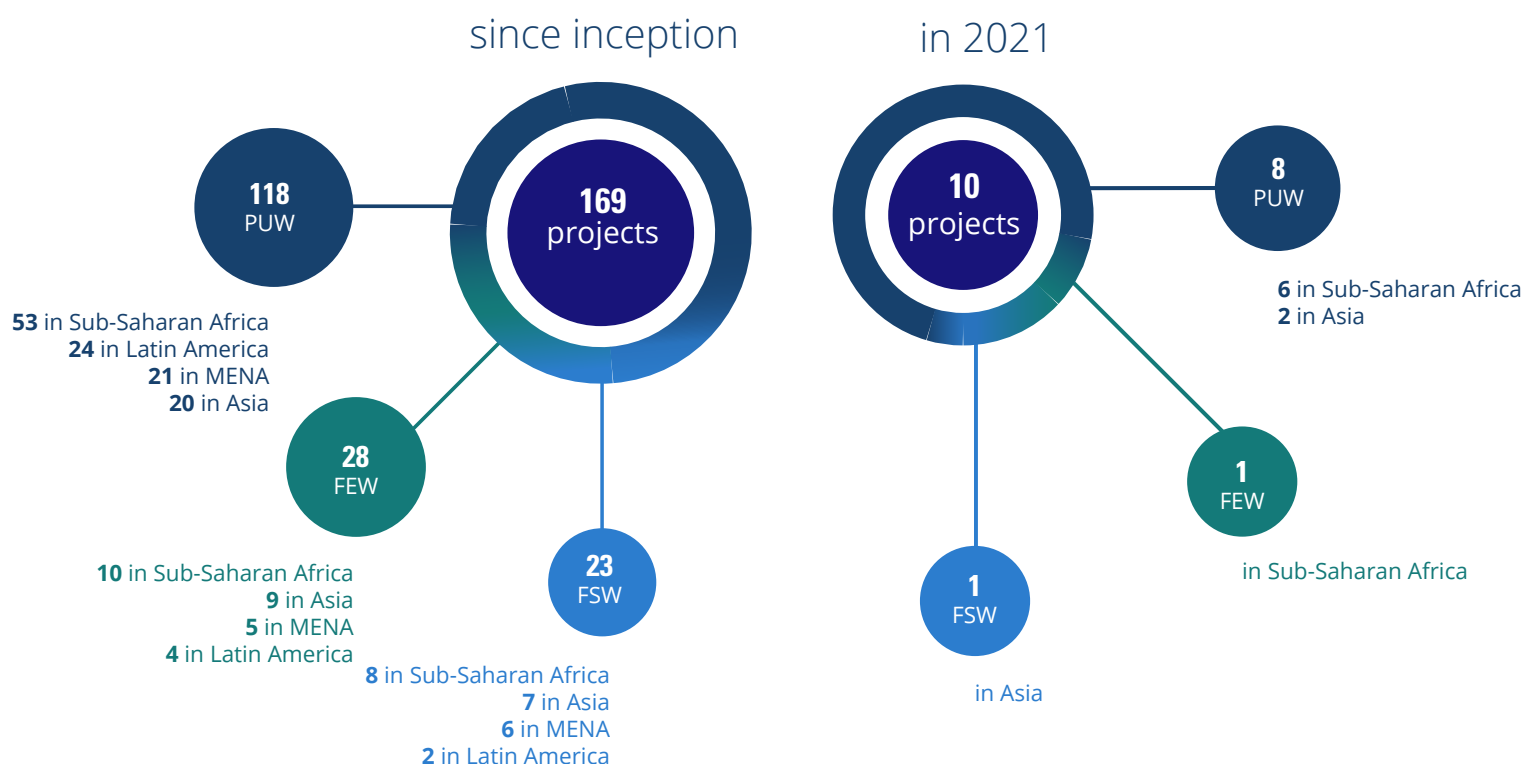 since inception
118
PUW
169
projects
53 in Sub-Saharan Africa
24 in Latin America
21 in MENA
20 in Asia
28
FEW
10 in Sub-Saharan Africa
9 in Asia
5 in MENA
4 in Latin America
23
FSW
8 in Sub-Saharan Africa
7 in Asia
6 in MENA
2 in Latin America
in 2021
10
projects
8
PUW
6 in Sub-Saharan Africa
2 in Asia
1
FEW
in Sub-Saharan Africa
1
FSW
in Asia